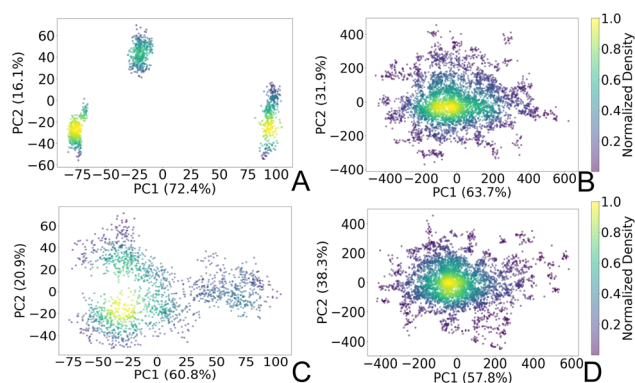 60
40
20
0
−20
−40
−60
PC2 (16.1%)
−75 −50 −25 0 25 50 75 100
PC1 (72.4%)
A
400
200
0
−200
−400
PC2 (31.9%)
−400 −200 0 200 400 600
PC1 (63.7%)
B
1.0
0.8
0.6
0.4
0.2
Normalized Density
60
40
20
0
−20
−40
PC2 (20.9%)
−75 −50 −25 0 25 50 75 100
PC1 (60.8%)
C
400
200
0
−200
−400
PC2 (38.3%)
−400 −200 0 200 400 600
PC1 (57.8%)
D
1.0
0.8
0.6
0.4
0.2
Normalized Density